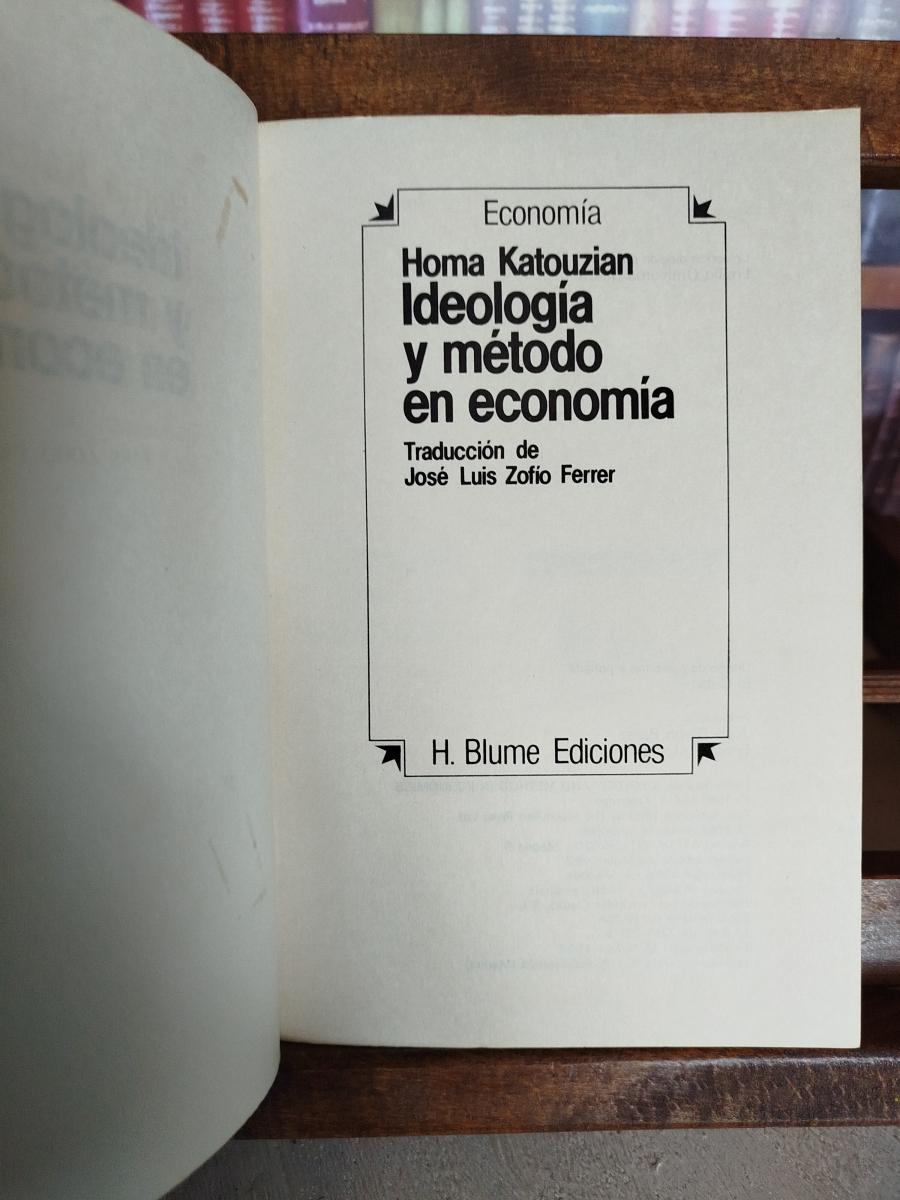 Economía
Homa Katouzian
Ideología
y método
en economía
Traducción de
José Luis Zofío Ferrer
H. Blume Ediciones